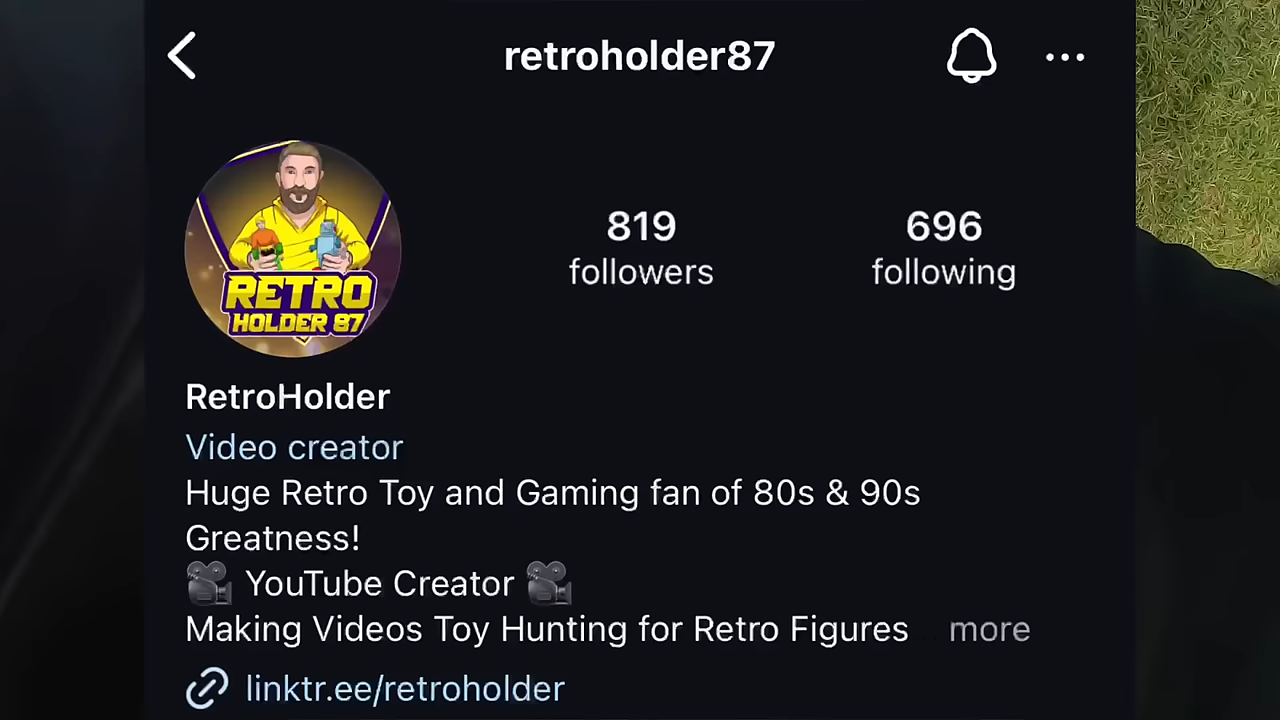 retroholder87
RETRO
HOLDER 87
819
followers
696
following
RetroHolder
Video creator
Huge Retro Toy and Gaming fan of 80s & 90s
Greatness!
🎥 YouTube Creator 🎥
Making Videos Toy Hunting for Retro Figures more
linktr.ee/retroholder